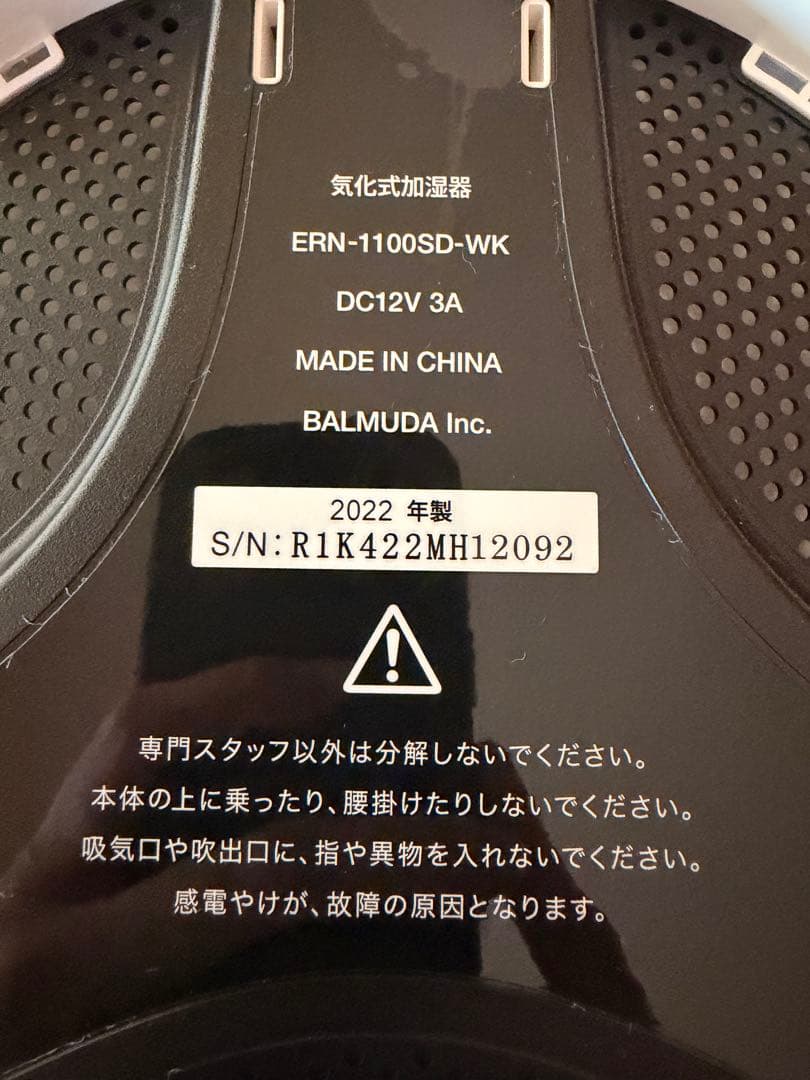 気化式加湿器
ERN-1100SD-WK
DC12V 3A
MADE IN CHINA
BALMUDA Inc.
2022 年製
S/N: R1K422MH12092
専門スタッフ以外は分解しないでください。
本体の上に乗ったり、腰掛けたりしないでください。
吸気口や吹出口に、指や異物を入れないでください。
感電やけが、故障の原因となります。